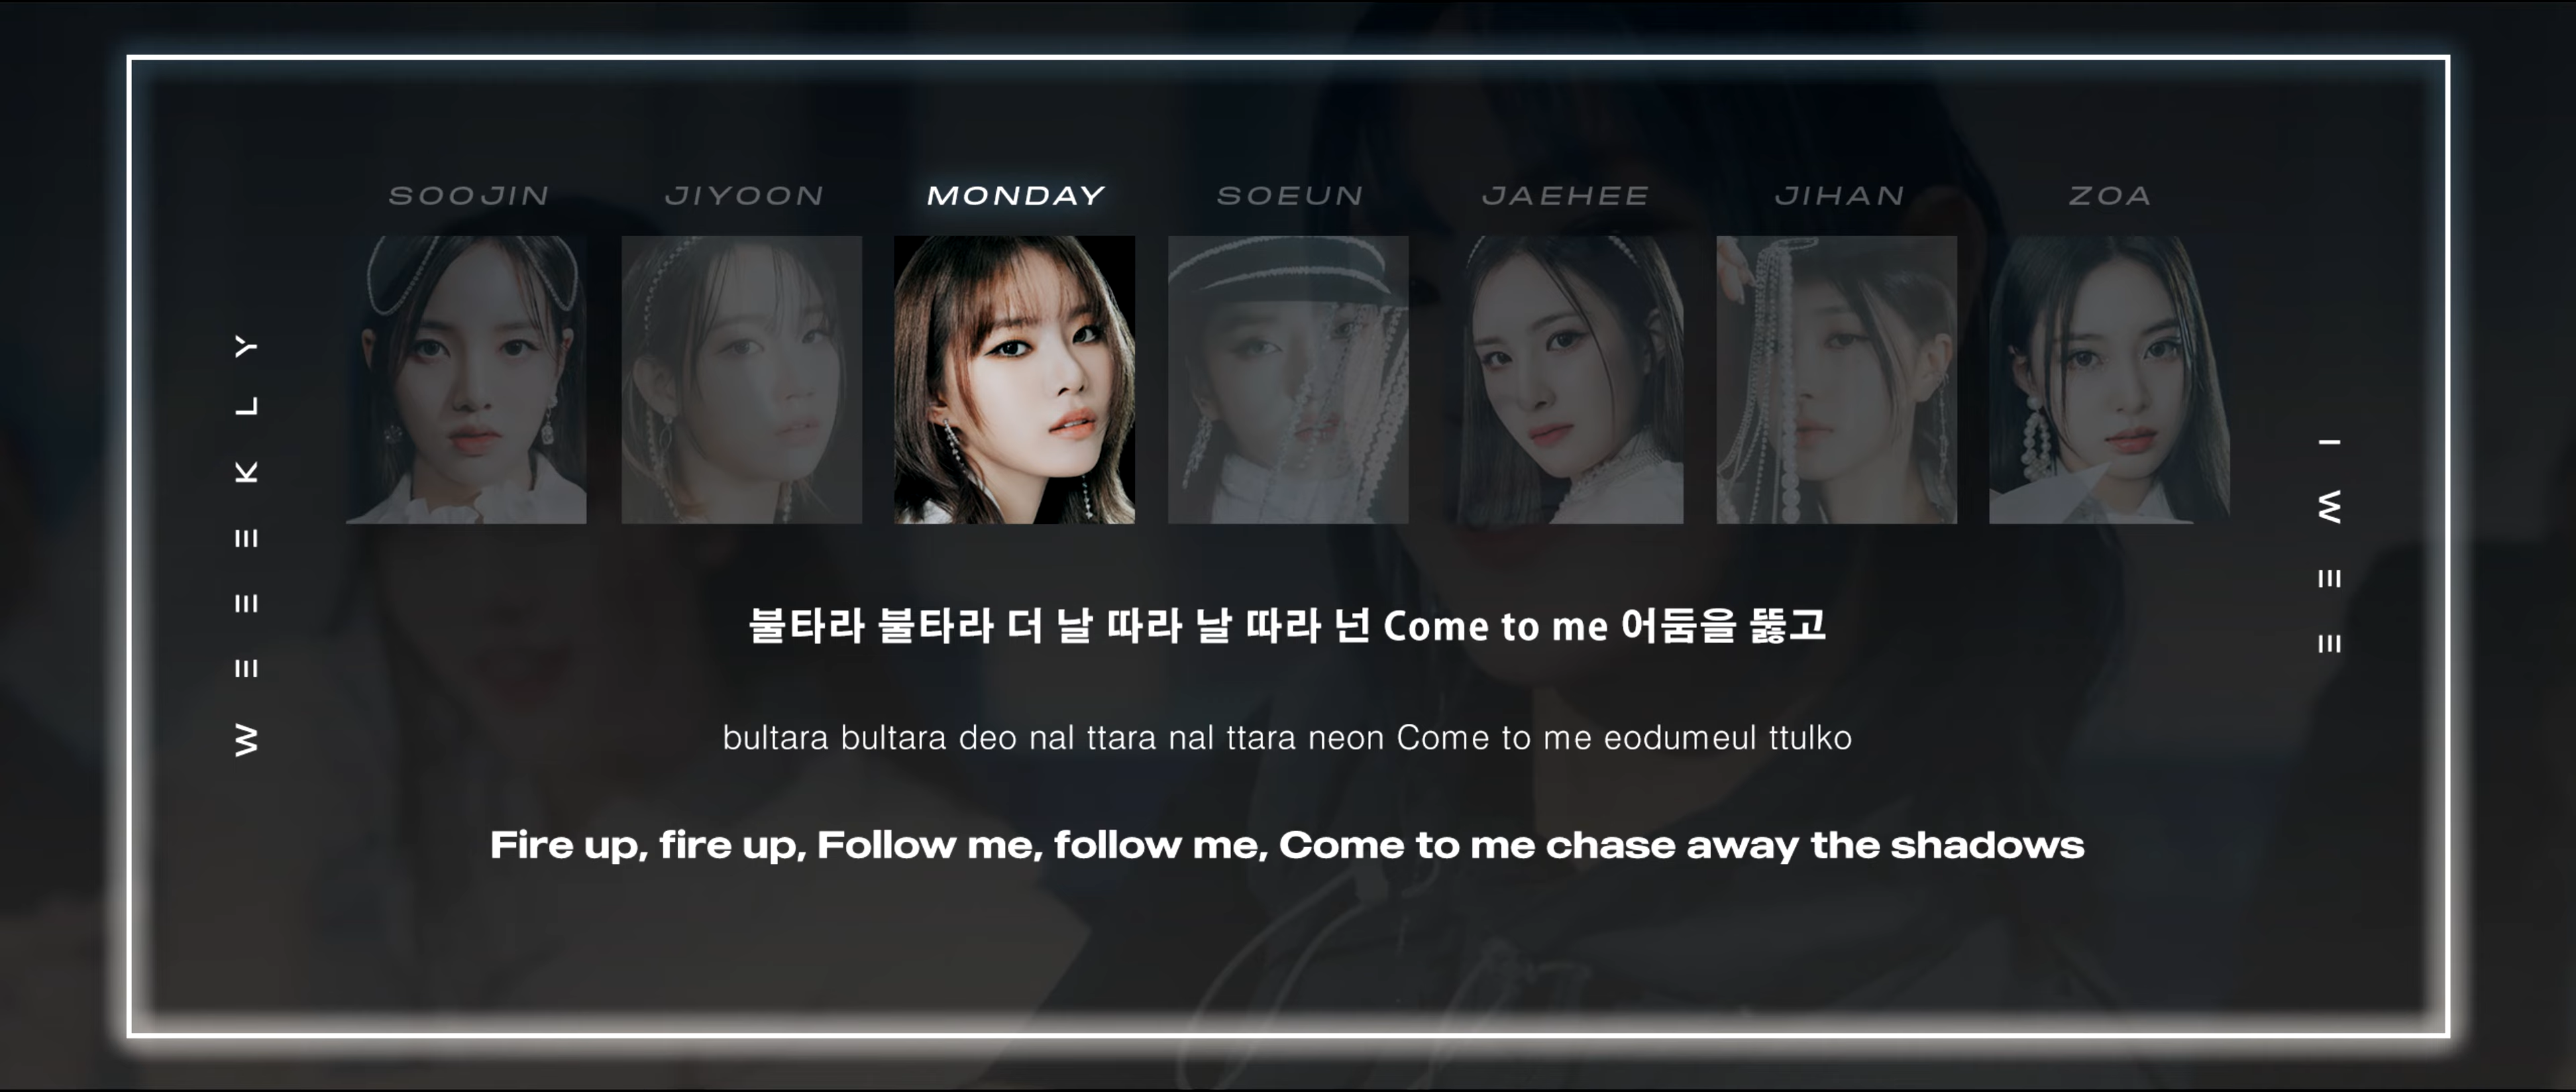 SOOJIN JIYOON MONDAY SOEUN JAEHEE JIHAN ZOA
WEEEKLY
I WEE
불타라 불타라 더 날 따라 날 따라 넌 Come to me 어둠을 뚫고
bultara bultara deo nal ttara nal ttara neon Come to me eodumeul ttulko
Fire up, fire up, Follow me, follow me, Come to me chase away the shadows